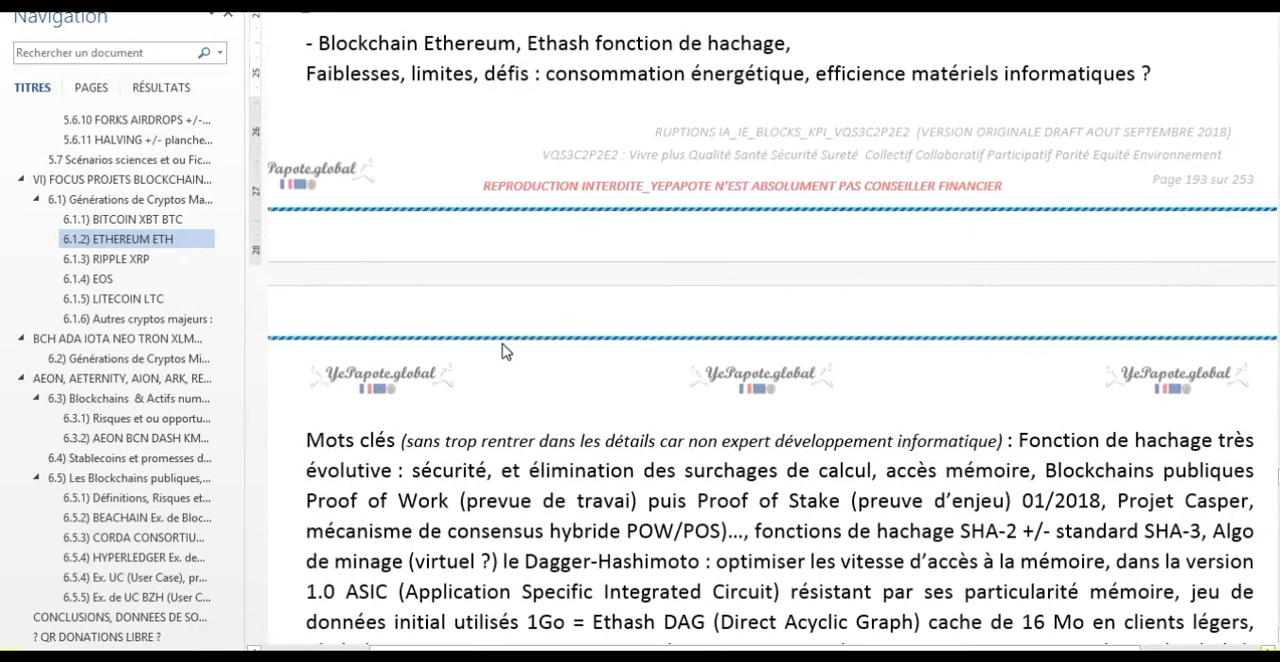 Navigation
Rechercher un document
TITRES PAGES RÉSULTATS
5.6.10 FORKS AIRDROPS +/-...
5.6.11 HALVING +/- planche...
5.7 Scénarios sciences et ou Fic...
VI) FOCUS PROJETS BLOCKCHAIN...
6.1) Générations de Cryptos Ma...
6.1.1) BITCOIN XBT BTC
6.1.2) ETHEREUM ETH
6.1.3) RIPPLE XRP
6.1.4) EOS
6.1.5) LITECOIN LTC
6.1.6) Autres cryptos majeurs :
BCH ADA IOTA NEO TRON XLM...
6.2) Générations de Cryptos Mi...
AEON, AETERNITY, AION, ARK, RE...
6.3) Blockchains & Actifs num...
6.3.1) Risques et ou opportu...
6.3.2) AEON BCN DASH KM...
6.4) Stablecoins et promesses d...
6.5) Les Blockchains publiques,...
6.5.1) Définitions, Risques et...
6.5.2) BEACHAIN Ex. de Bloc...
6.5.3) CORDA CONSORTIU...
6.5.4) HYPERLEDGER Ex. de...
6.5.4) Ex. UC (User Case), pr...
6.5.5) Ex. de UC BZH (User C...
CONCLUSIONS, DONNEES DE SO...
? QR DONATIONS LIBRE ?
25
26
27
28
- Blockchain Ethereum, Ethash fonction de hachage,
Faiblesses, limites, défis : consommation énergétique, efficience matériels informatiques ?
RUPTIONS IA_IE_BLOCKS_KPI_VQS3C2P2E2 (VERSION ORIGINALE DRAFT AOUT SEPTEMBRE 2018)
VQS3C2P2E2 : Vivre plus Qualité Santé Sécurité Sureté Collectif Collaboratif Participatif Parité Equité Environnement
Papote.global
Page 193 sur 253
REPRODUCTION INTERDITE_YEPAPOTE N'EST ABSOLUMENT PAS CONSEILLER FINANCIER
YePapote.global YePapote.global YePapote.global
Mots clés (sans trop rentrer dans les détails car non expert développement informatique) : Fonction de hachage très
évolutive : sécurité, et élimination des surchages de calcul, accès mémoire, Blockchains publiques
Proof of Work (prevue de travai) puis Proof of Stake (preuve d'enjeu) 01/2018, Projet Casper,
mécanisme de consensus hybride POW/POS)..., fonctions de hachage SHA-2 +/- standard SHA-3, Algo
de minage (virtuel ?) le Dagger-Hashimoto : optimiser les vitesse d'accès à la mémoire, dans la version
1.0 ASIC (Application Specific Integrated Circuit) résistant par ses particularité mémoire, jeu de
données initial utilisés 1Go = Ethash DAG (Direct Acyclic Graph) cache de 16 Mo en clients légers,